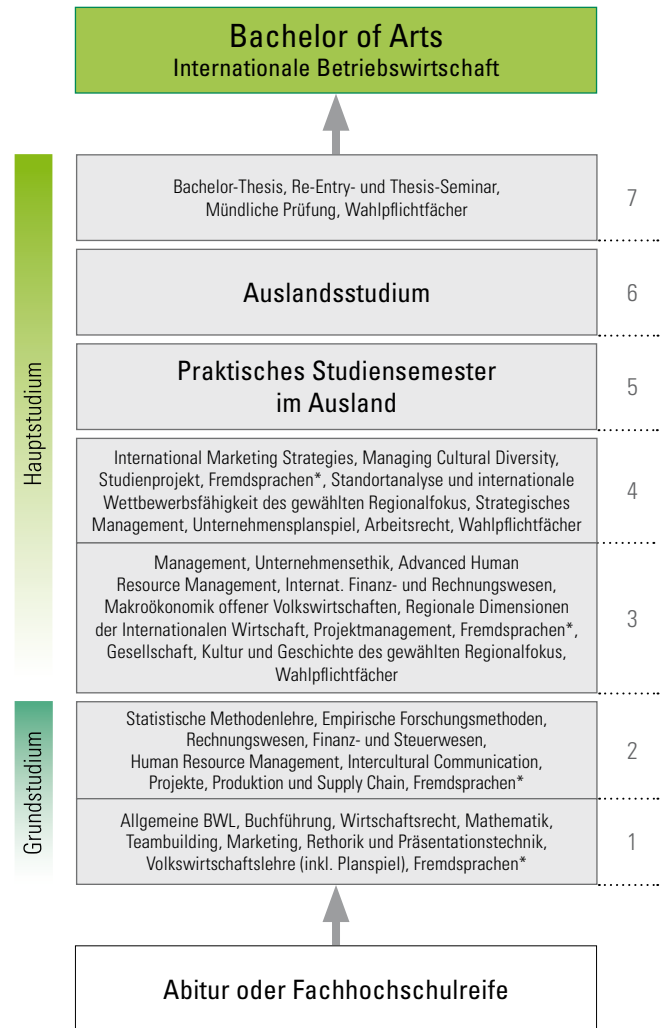 Bachelor of Arts
Internationale Betriebswirtschaft
Hauptstudium
Bachelor-Thesis, Re-Entry- und Thesis-Seminar,
Mündliche Prüfung, Wahlpflichtfächer
7
Auslandsstudium
6
Praktisches Studiensemester
im Ausland
5
International Marketing Strategies, Managing Cultural Diversity,
Studienprojekt, Fremdsprachen*, Standortanalyse und internationale
Wettbewerbsfähigkeit des gewählten Regionalfokus, Strategisches
Management, Unternehmensplanspiel, Arbeitsrecht, Wahlpflichtfächer
4
Management, Unternehmensethik, Advanced Human
Resource Management, Internat. Finanz- und Rechnungswesen,
Makroökonomik offener Volkswirtschaften, Regionale Dimensionen
der Internationalen Wirtschaft, Projektmanagement, Fremdsprachen*,
Gesellschaft, Kultur und Geschichte des gewählten Regionalfokus,
Wahlpflichtfächer
3
Grundstudium
Statistische Methodenlehre, Empirische Forschungsmethoden,
Rechnungswesen, Finanz- und Steuerwesen,
Human Resource Management, Intercultural Communication,
Projekte, Produktion und Supply Chain, Fremdsprachen*
2
Allgemeine BWL, Buchführung, Wirtschaftsrecht, Mathematik,
Teambuilding, Marketing, Rethorik und Präsentationstechnik,
Volkswirtschaftslehre (inkl. Planspiel), Fremdsprachen*
1
Abitur oder Fachhochschulreife